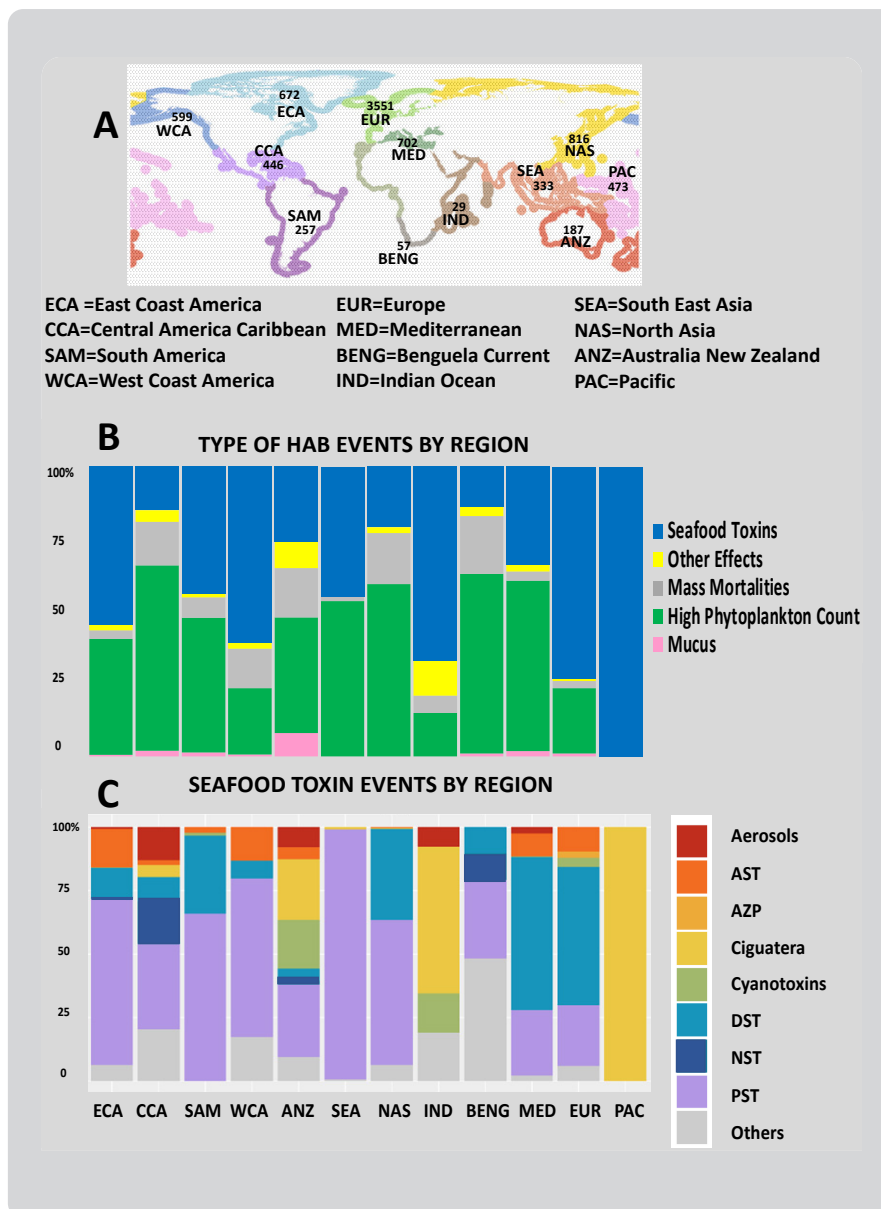 A
672
ECA
599
WCA
3551
EUR
702
MED
816
NAS
CCA
446
SEA
333
PAC
473
SAM
257
29
IND
57
BENG
187
ANZ
ECA =East Coast America
EUR=Europe
SEA=South East Asia
CCA=Central America Caribbean
MED=Mediterranean
NAS=North Asia
SAM=South America
BENG=Benguela Current
ANZ=Australia New Zealand
WCA=West Coast America
IND=Indian Ocean
PAC=Pacific
B
TYPE OF HAB EVENTS BY REGION
100%
75
50
25
0
Seafood Toxins
Other Effects
Mass Mortalities
High Phytoplankton Count
Mucus
C
SEAFOOD TOXIN EVENTS BY REGION
100%
75
50
25
0
ECA CCA SAM WCA ANZ SEA NAS IND BENG MED EUR PAC
Aerosols
AST
AZP
Ciguatera
Cyanotoxins
DST
NST
PST
Others